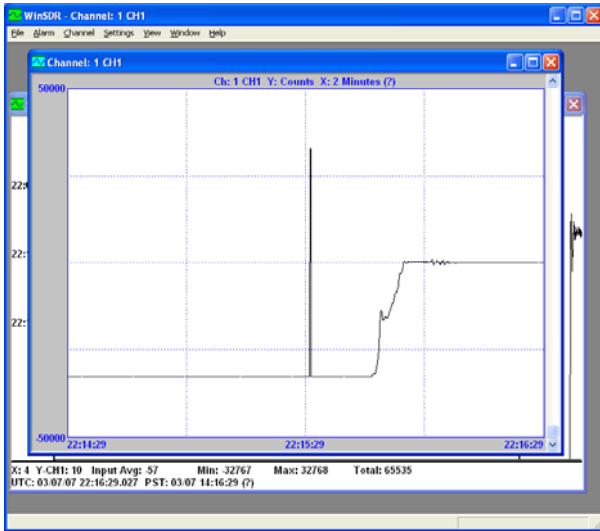 WinSDR - Channel: 1 CH1
File Alarm Channel Settings View Window Help
Channel: 1 CH1
Ch: 1 CH1 Y: Counts X: 2 Minutes (?)
50000
22:
22:
22:
-50000
22:14:29 22:15:29 22:16:29
X: 4 Y-CH1: 10 Input Avg: -57 Min: -32767 Max: 32768 Total: 65535
UTC: 03/07/07 22:16:29.027 PST: 03/07 14:16:29 (?)